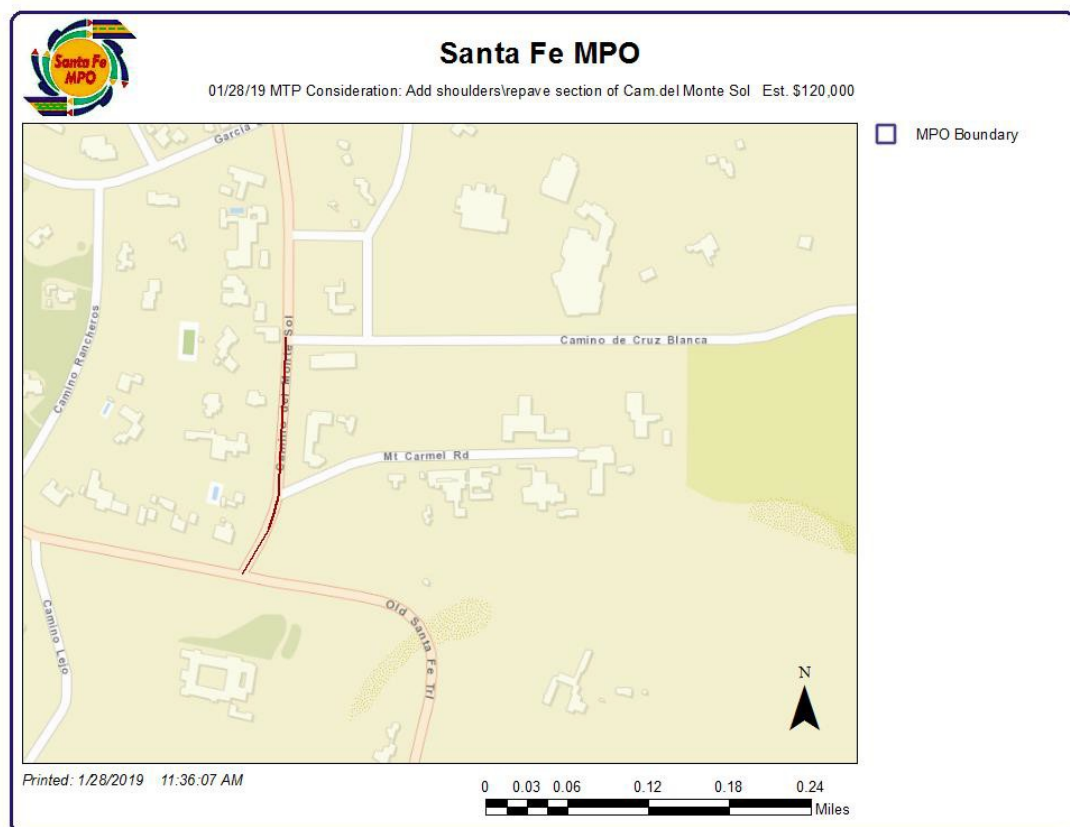 Santa Fe
MPO
Santa Fe MPO
01/28/19 MTP Consideration: Add shoulders\repave section of Cam.del Monte Sol Est. $120,000
MPO Boundary
Garcia
Camino Rancheros
Camino del Monte Sol
Camino de Cruz Blanca
Mt Carmel Rd
Old Santa Fe Trl
Camino Lejo
N
Printed: 1/28/2019 11:36:07 AM
0 0.03 0.06 0.12 0.18 0.24
Miles